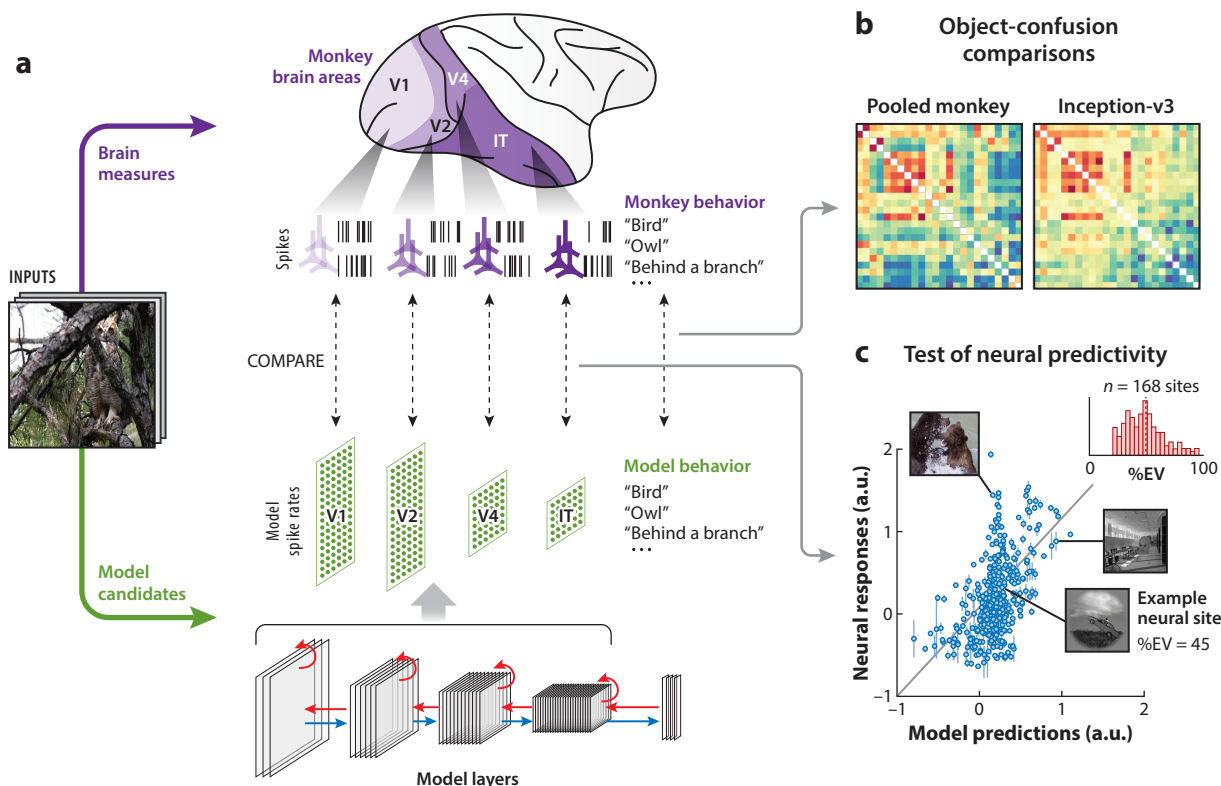 a
Monkey
brain areas
V1
V4
V2
IT
Brain
measures
INPUTS
Spikes
Monkey behavior
“Bird”
“Owl”
“Behind a branch”
• • •
COMPARE
Model
spike rates
V1
V2
V4
IT
Model behavior
“Bird”
“Owl”
“Behind a branch”
• • •
Model
candidates
Model layers
b
Object-confusion
comparisons
Pooled monkey
Inception-v3
c
Test of neural predictivity
n = 168 sites
0
100
%EV
Neural responses (a.u.)
2
1
0
−1
Example
neural site
%EV = 45
−1
0
1
2
Model predictions (a.u.)